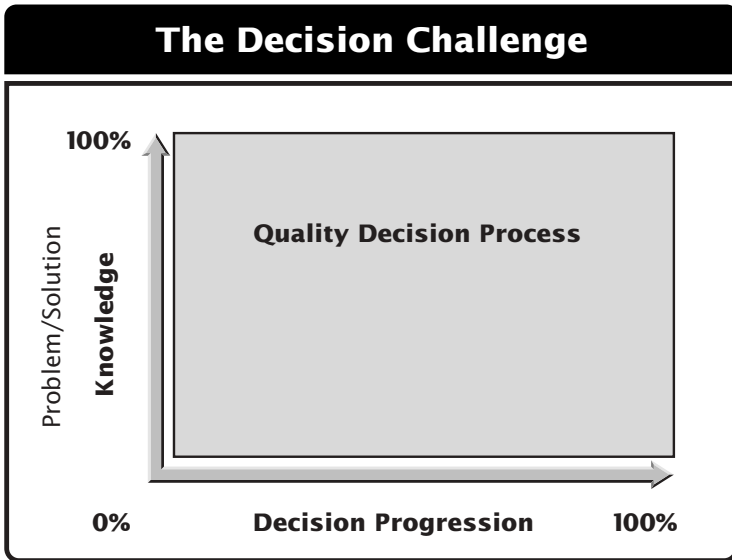 The Decision Challenge
100%
Quality Decision Process
Problem/Solution
Knowledge
0%
Decision Progression
100%